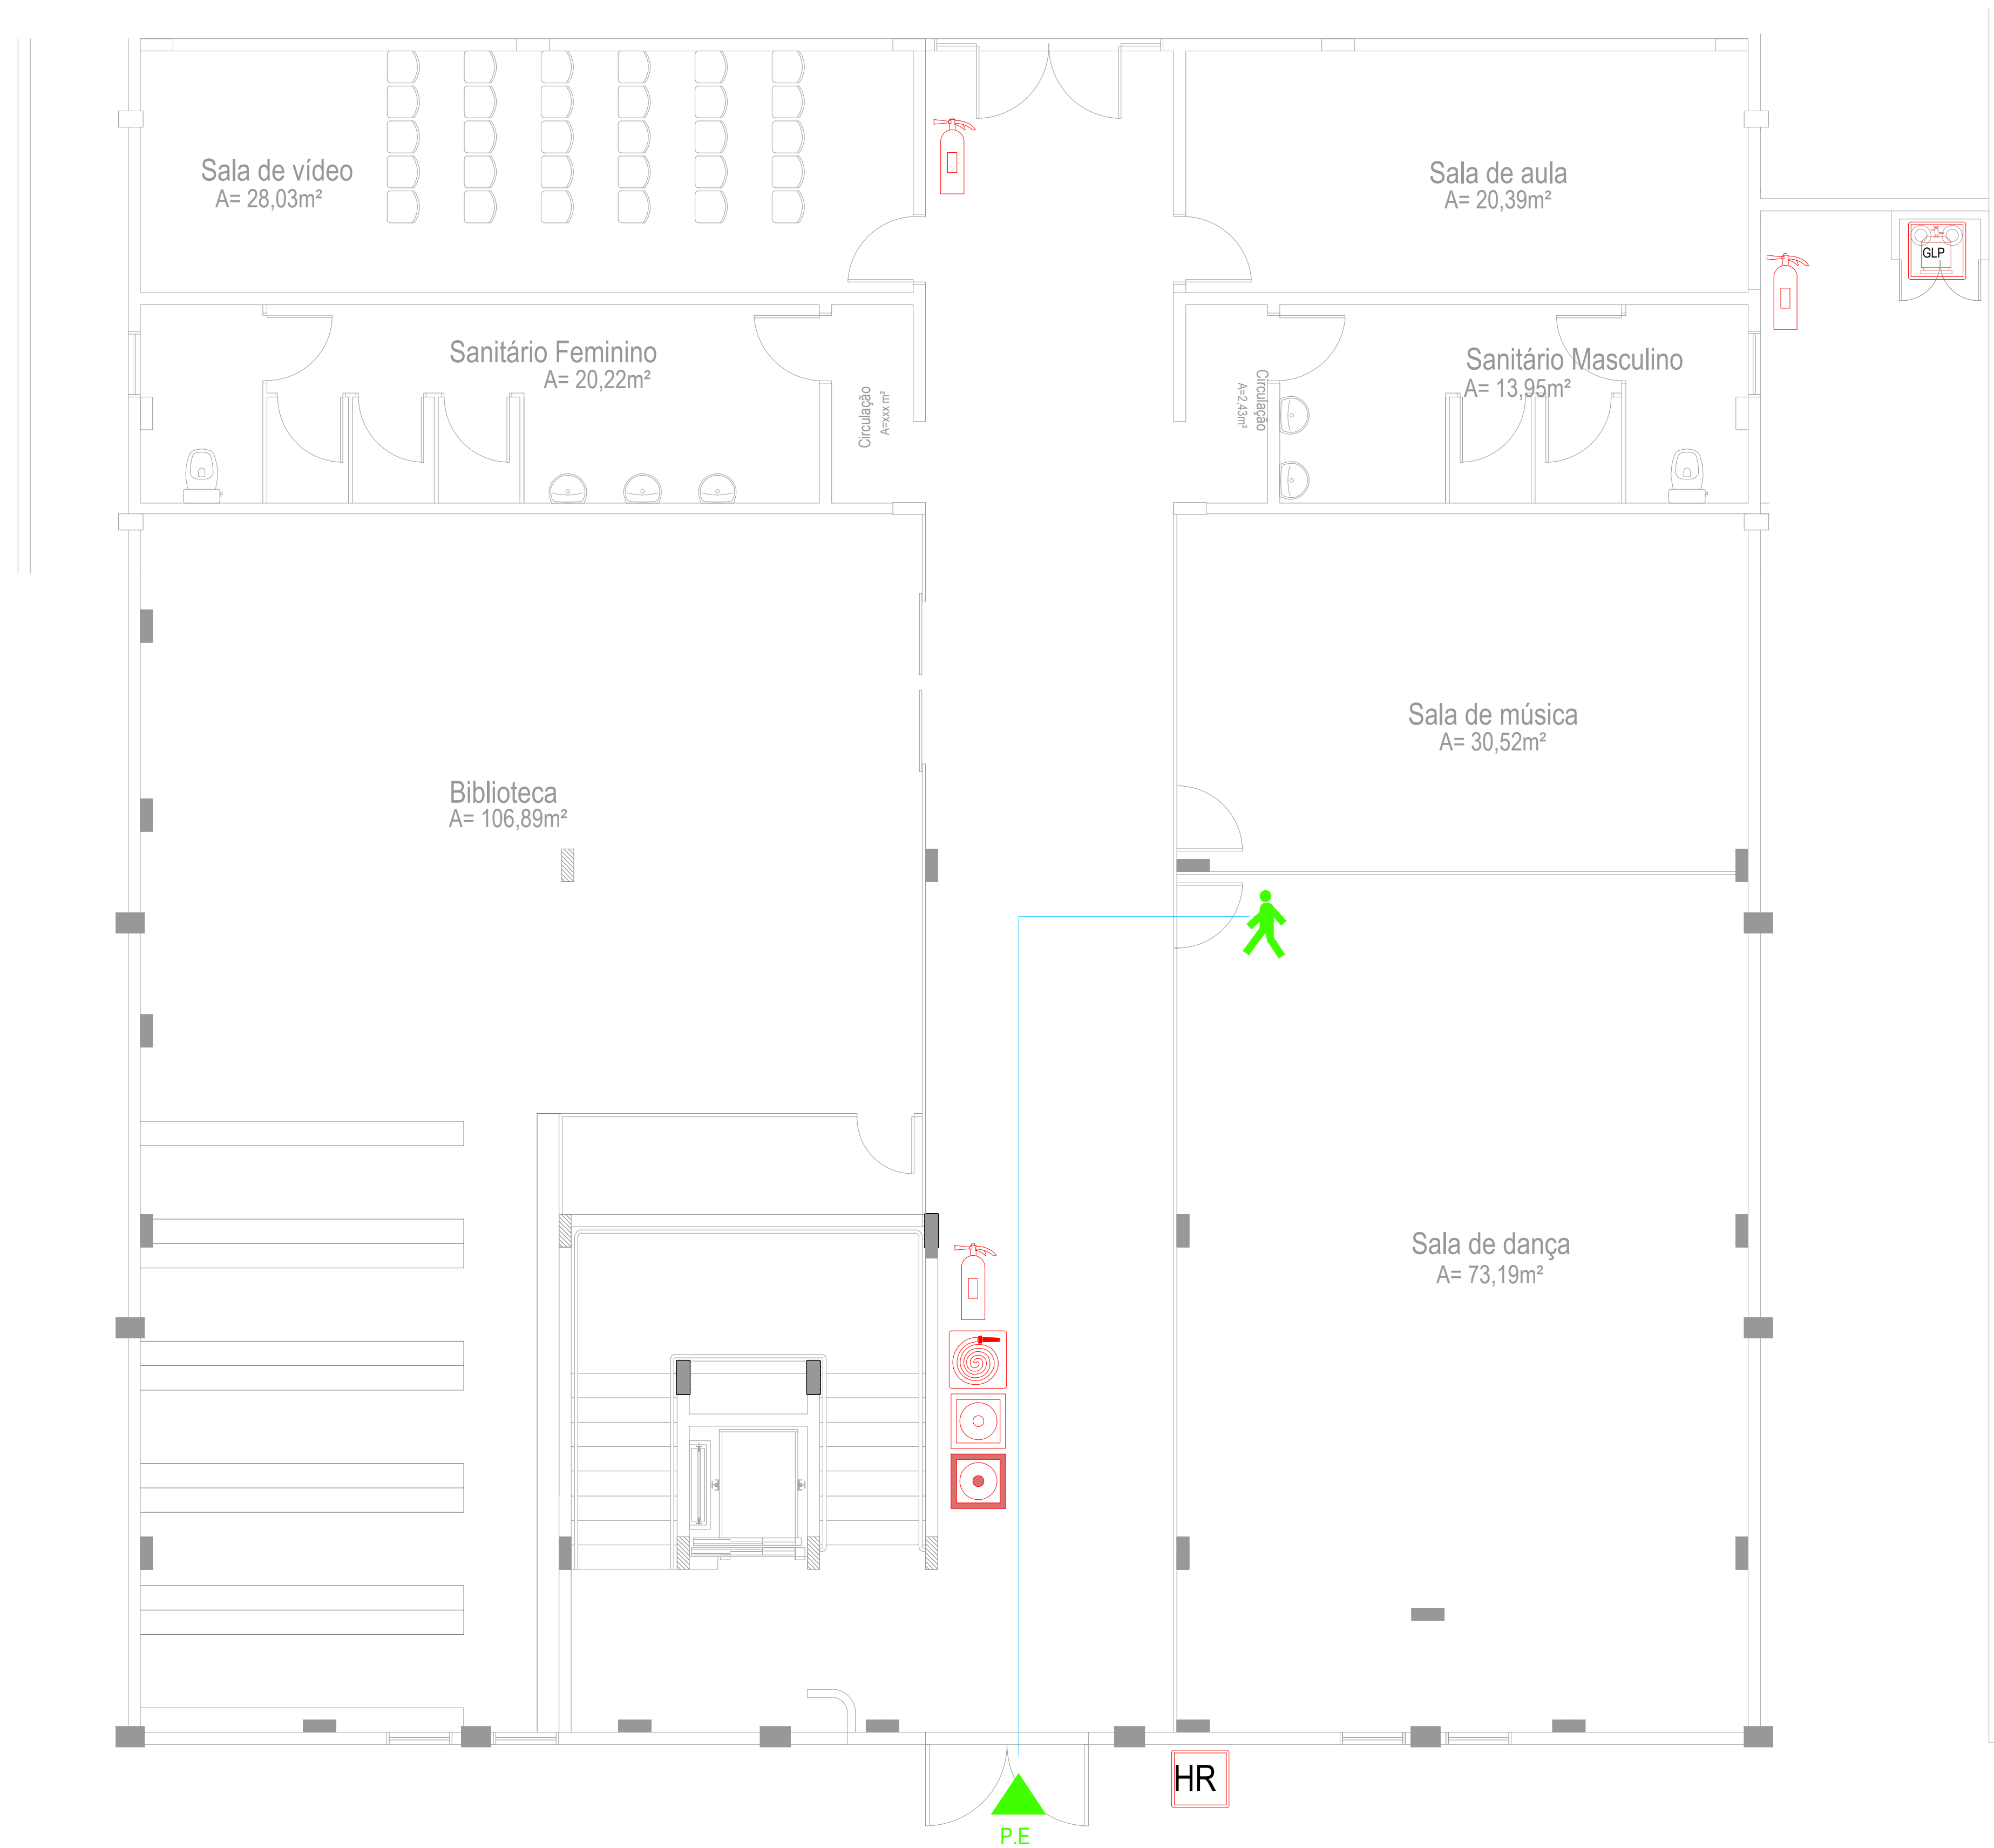 Sala de vídeo
A= 28,03m²
Sala de aula
A= 20,39m²
GLP
Sanitário Feminino
A= 20,22m²
Circulação
A=xxx m²
Circulação
A=2,43m²
Sanitário Masculino
A= 13,95m²
Sala de música
A= 30,52m²
Biblioteca
A= 106,89m²
Sala de dança
A= 73,19m²
HR
P.E